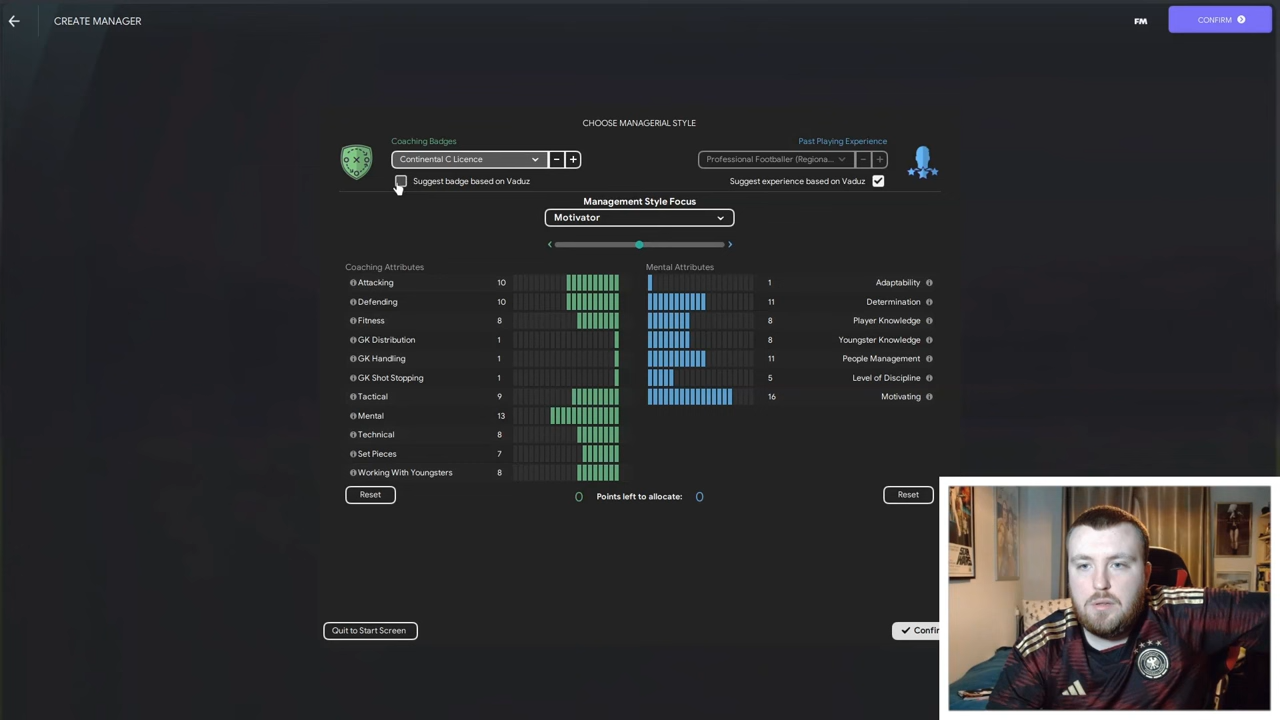 CREATE MANAGER
FM
CONFIRM
CHOOSE MANAGERIAL STYLE
Coaching Badges
Past Playing Experience
Continental C Licence
Professional Footballer (Regiona...
Suggest badge based on Vaduz
Suggest experience based on Vaduz
Management Style Focus
Motivator
Coaching Attributes
Mental Attributes
Attacking 10
1 Adaptability
Defending 10
11 Determination
Fitness 8
8 Player Knowledge
GK Distribution 1
8 Youngster Knowledge
GK Handling 1
11 People Management
GK Shot Stopping 1
5 Level of Discipline
Tactical 9
16 Motivating
Mental 13
Technical 8
Set Pieces 7
Working With Youngsters 8
Reset
0 Points left to allocate: 0
Reset
Quit to Start Screen
Confir